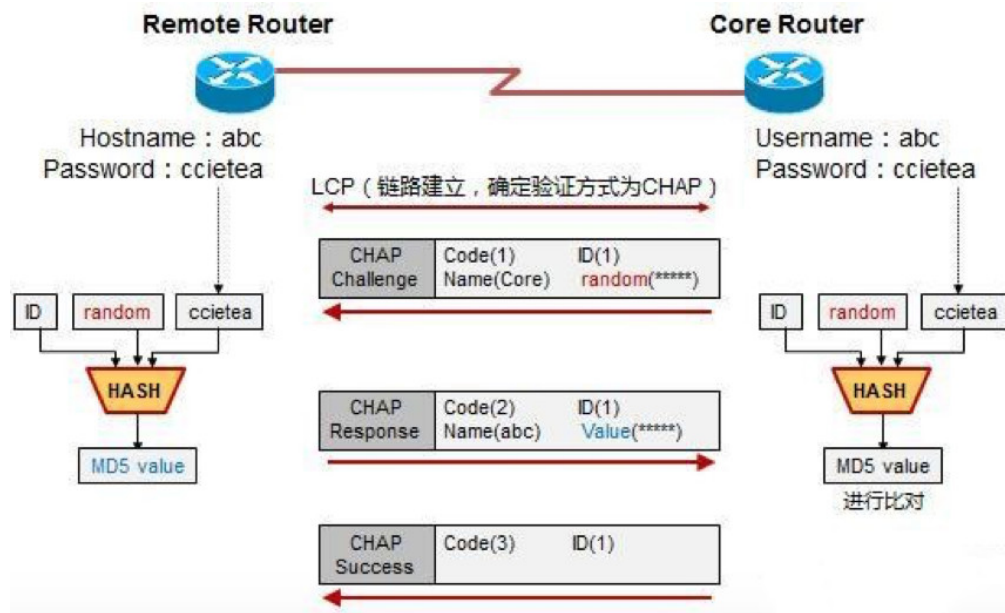 Remote Router
Core Router
Hostname：abc
Password：ccietea
Username：abc
Password：ccietea
LCP（链路建立，确定验证方式为CHAP）
CHAP Challenge
Code(1) ID(1)
Name(Core) random(*****)
ID random ccietea
HASH
MD5 value
ID random ccietea
HASH
MD5 value
进行比对
CHAP Response
Code(2) ID(1)
Name(abc) Value(*****)
CHAP Success
Code(3) ID(1)